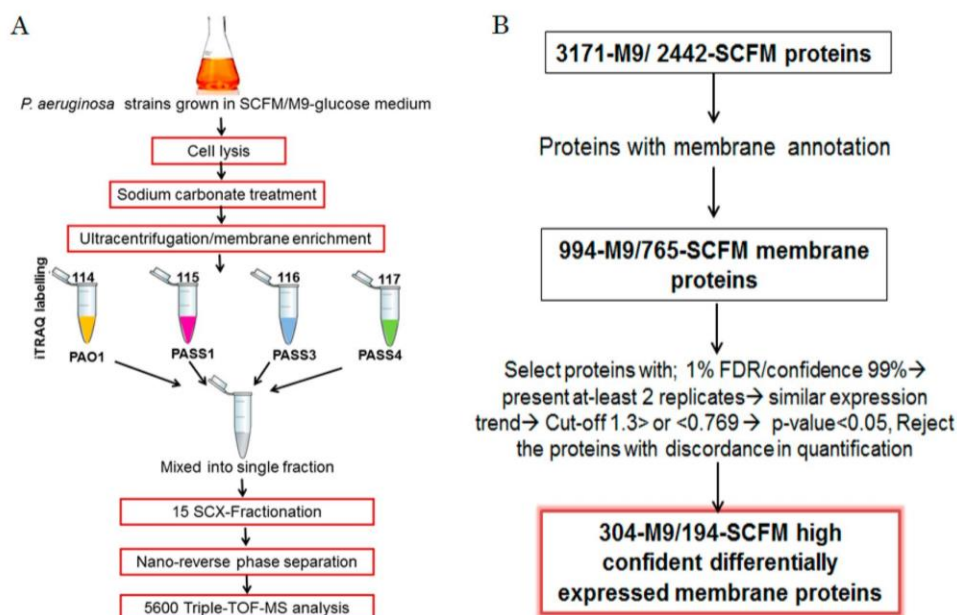 A
P. aeruginosa strains grown in SCFM/M9-glucose medium
Cell lysis
Sodium carbonate treatment
Ultracentrifugation/membrane enrichment
iTRAQ labelling
114
115
116
117
PAO1
PASS1
PASS3
PASS4
Mixed into single fraction
15 SCX-Fractionation
Nano-reverse phase separation
5600 Triple-TOF-MS analysis
B
3171-M9/ 2442-SCFM proteins
Proteins with membrane annotation
994-M9/765-SCFM membrane
proteins
Select proteins with; 1% FDR/confidence 99%→
present at-least 2 replicates→ similar expression
trend→ Cut-off 1.3> or <0.769 → p-value<0.05, Reject
the proteins with discordance in quantification
304-M9/194-SCFM high
confident differentially
expressed membrane proteins